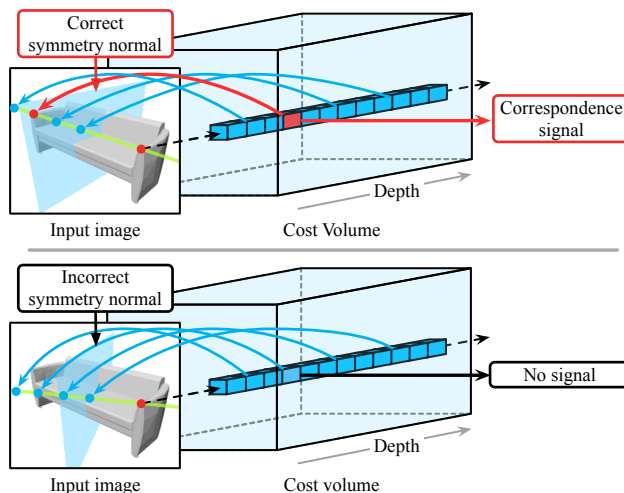 Correct
symmetry normal
Correspondence
signal
Depth
Input image
Cost Volume
Incorrect
symmetry normal
No signal
Depth
Input image
Cost volume